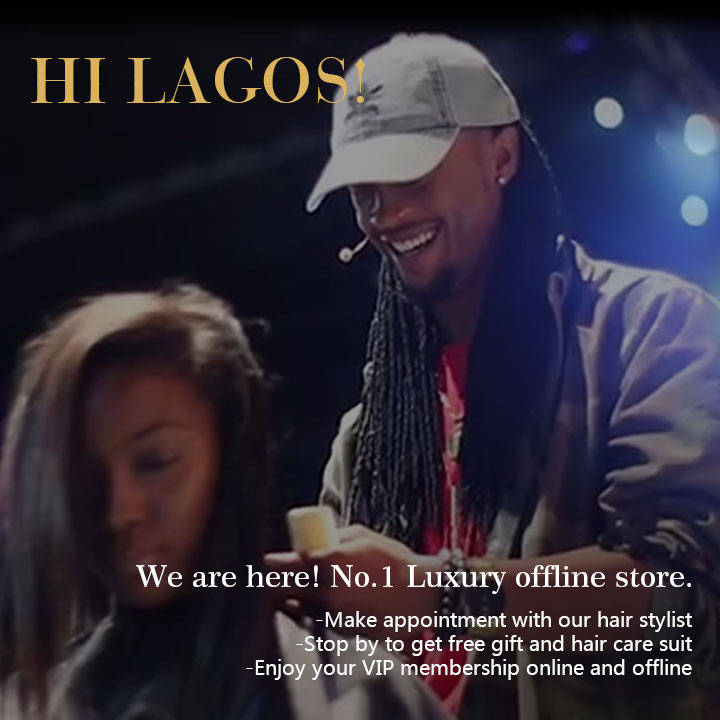 HI LAGOS!
We are here! No.1 Luxury offline store.
-Make appointment with our hair stylist
-Stop by to get free gift and hair care suit
-Enjoy your VIP membership online and offline